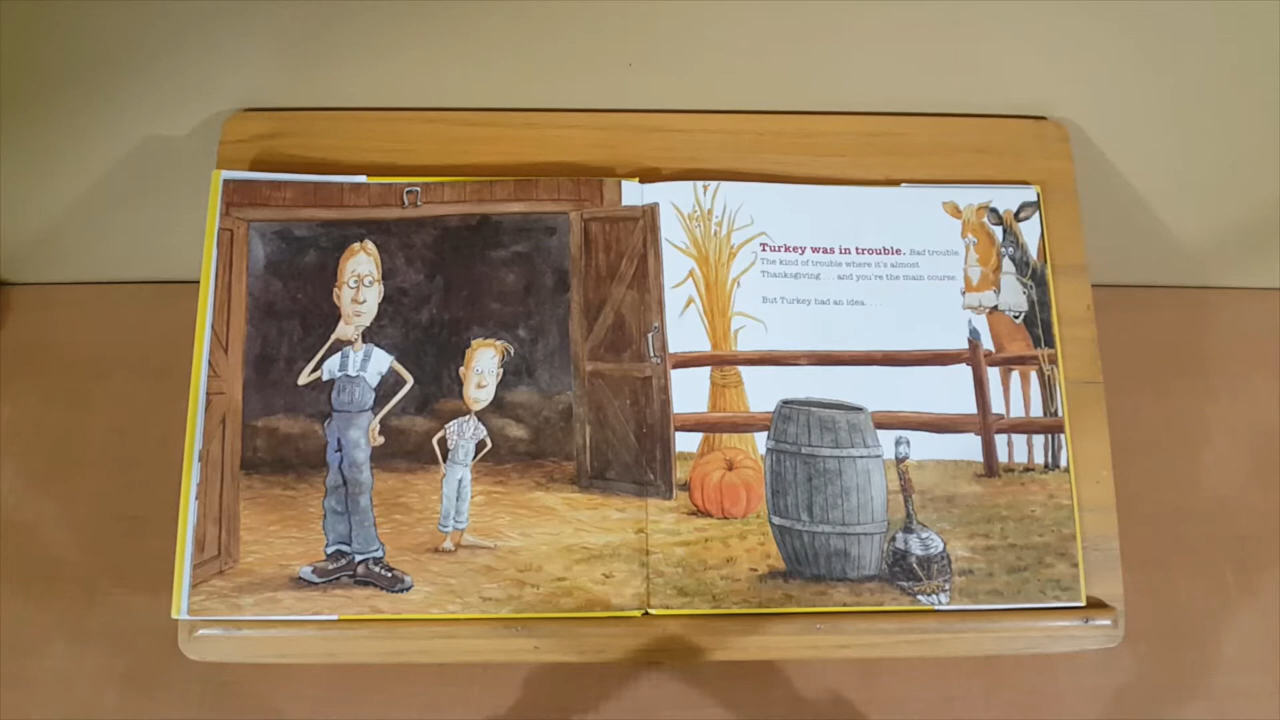 Turkey was in trouble. Bad trouble.
The kind of trouble where it's almost
Thanksgiving . . . and you're the main course.
But Turkey had an idea. . . .